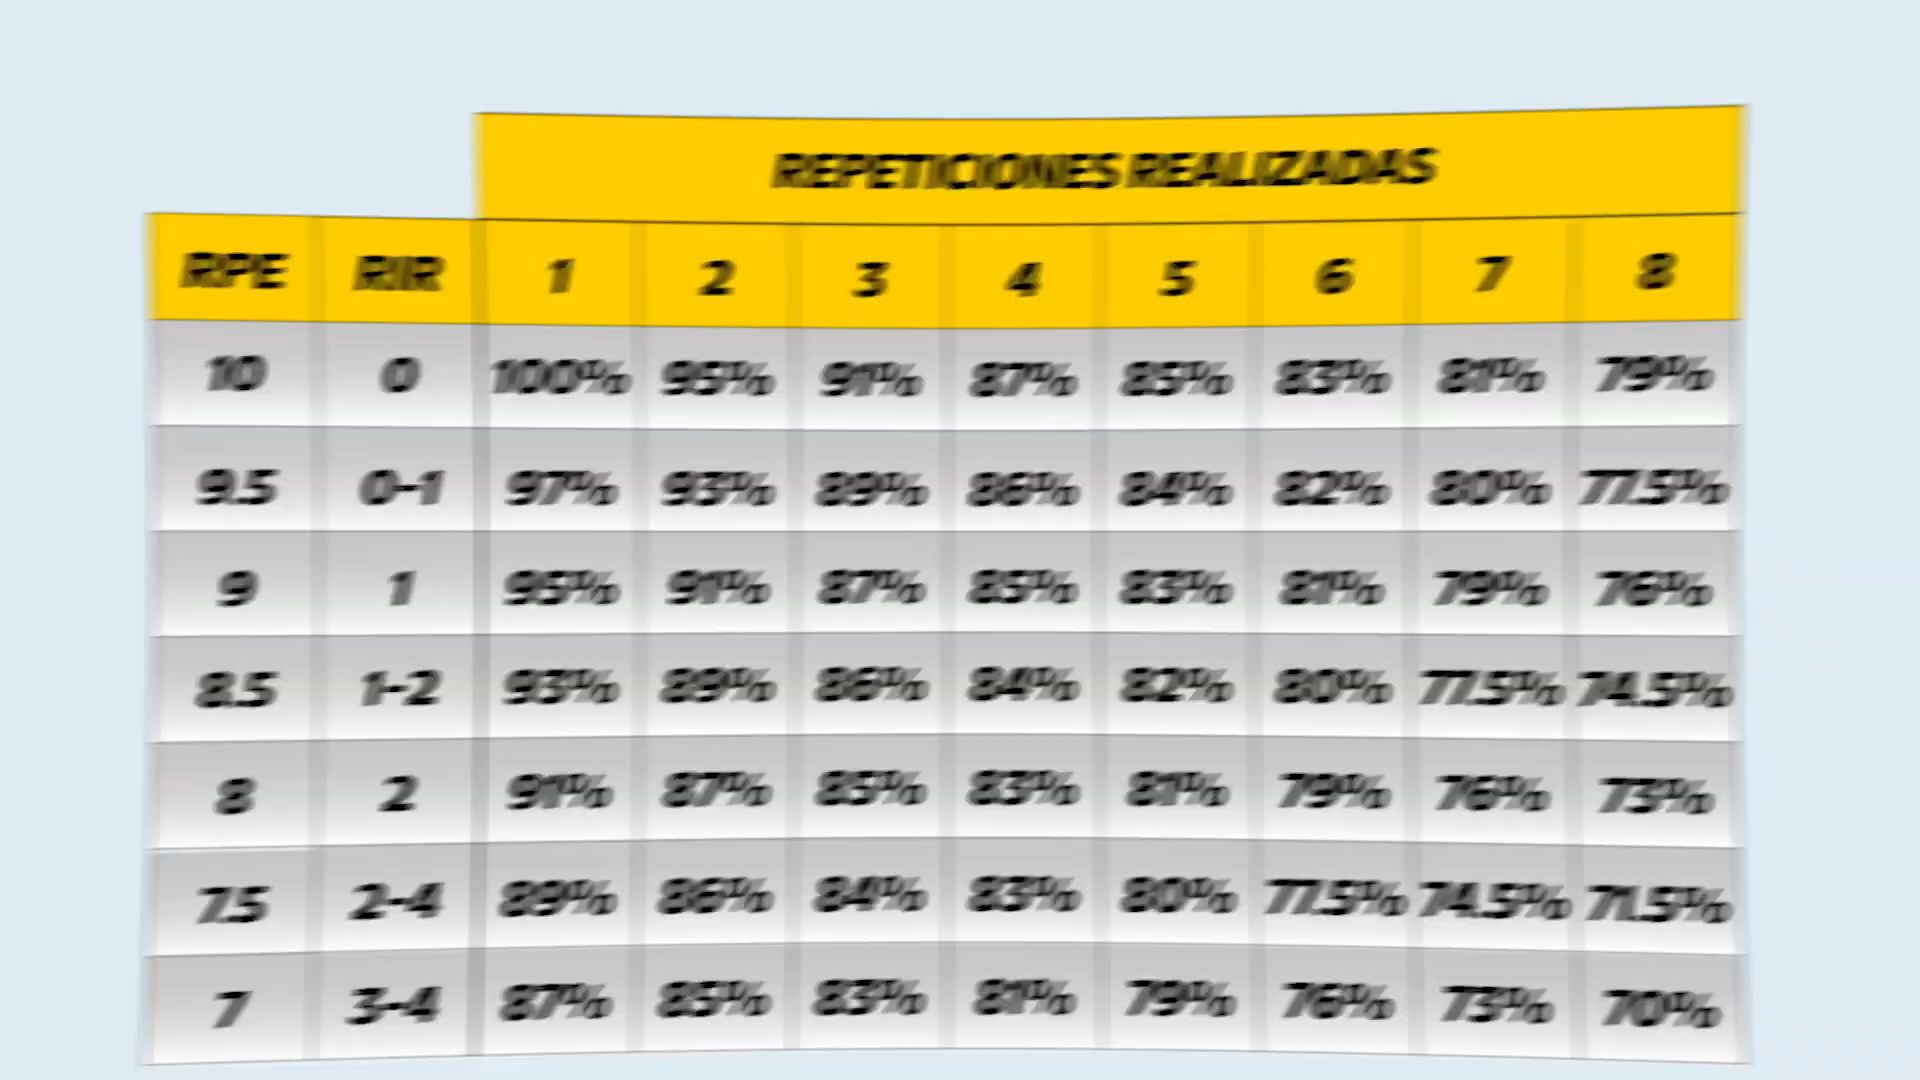 REPETICIONES REALIZADAS
RPE RIR 1 2 3 4 5 6 7 8
10 0 100% 95% 91% 87% 85% 83% 81% 79%
9.5 0-1 97% 93% 89% 86% 84% 82% 80% 77.5%
9 1 95% 91% 87% 85% 83% 81% 79% 76%
8.5 1-2 93% 89% 86% 84% 82% 80% 77.5% 74.5%
8 2 91% 87% 85% 83% 81% 79% 76% 73%
7.5 2-4 89% 86% 84% 83% 80% 77.5% 74.5% 71.5%
7 3-4 87% 85% 83% 81% 79% 76% 73% 70%